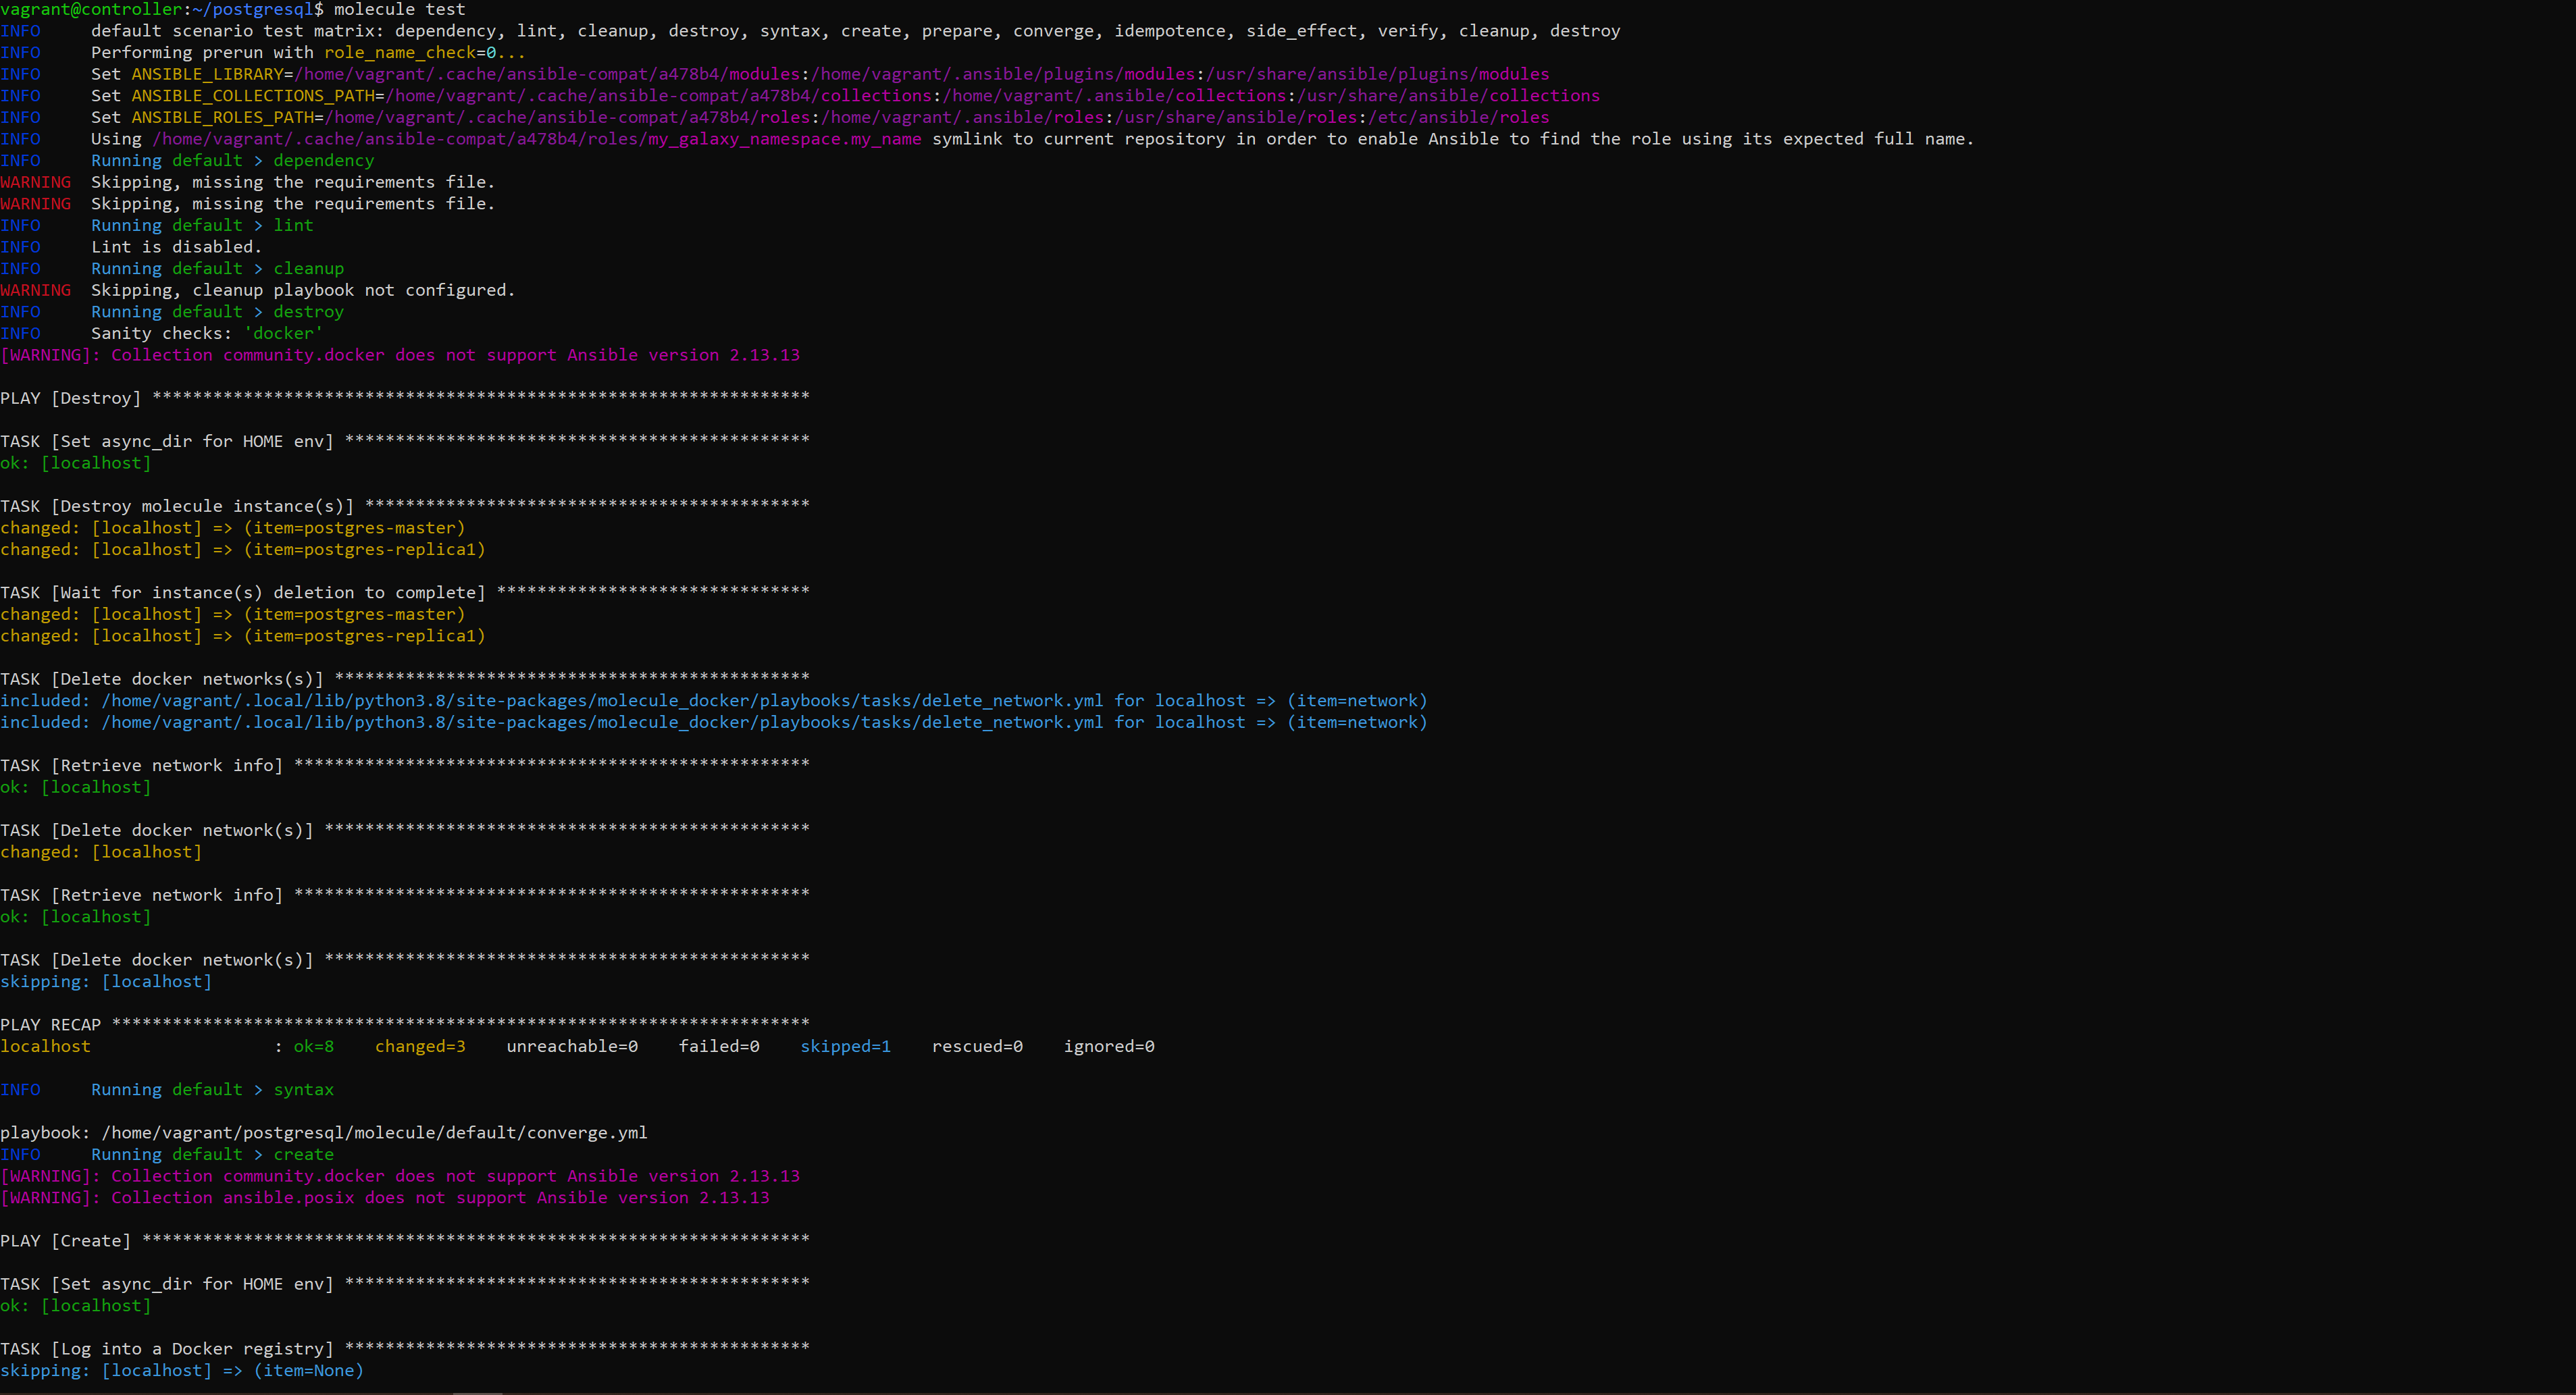 vagrant@controller:~/postgresql$ molecule test
INFO     default scenario test matrix: dependency, lint, cleanup, destroy, syntax, create, prepare, converge, idempotence, side_effect, verify, cleanup, destroy
INFO     Performing prerun with role_name_check=0...
INFO     Set ANSIBLE_LIBRARY=/home/vagrant/.cache/ansible-compat/a478b4/modules:/home/vagrant/.ansible/plugins/modules:/usr/share/ansible/plugins/modules
INFO     Set ANSIBLE_COLLECTIONS_PATH=/home/vagrant/.cache/ansible-compat/a478b4/collections:/home/vagrant/.ansible/collections:/usr/share/ansible/collections
INFO     Set ANSIBLE_ROLES_PATH=/home/vagrant/.cache/ansible-compat/a478b4/roles:/home/vagrant/.ansible/roles:/usr/share/ansible/roles:/etc/ansible/roles
INFO     Using /home/vagrant/.cache/ansible-compat/a478b4/roles/my_galaxy_namespace.my_name symlink to current repository in order to enable Ansible to find the role using its expected full name.
INFO     Running default > dependency
WARNING  Skipping, missing the requirements file.
WARNING  Skipping, missing the requirements file.
INFO     Running default > lint
INFO     Lint is disabled.
INFO     Running default > cleanup
WARNING  Skipping, cleanup playbook not configured.
INFO     Running default > destroy
INFO     Sanity checks: 'docker'
[WARNING]: Collection community.docker does not support Ansible version 2.13.13
PLAY [Destroy] *****************************************************************
TASK [Set async_dir for HOME env] **********************************************
ok: [localhost]
TASK [Destroy molecule instance(s)] ********************************************
changed: [localhost] => (item=postgres-master)
changed: [localhost] => (item=postgres-replica1)
TASK [Wait for instance(s) deletion to complete] *******************************
changed: [localhost] => (item=postgres-master)
changed: [localhost] => (item=postgres-replica1)
TASK [Delete docker networks(s)] ***********************************************
included: /home/vagrant/.local/lib/python3.8/site-packages/molecule_docker/playbooks/tasks/delete_network.yml for localhost => (item=network)
included: /home/vagrant/.local/lib/python3.8/site-packages/molecule_docker/playbooks/tasks/delete_network.yml for localhost => (item=network)
TASK [Retrieve network info] ***************************************************
ok: [localhost]
TASK [Delete docker network(s)] ************************************************
changed: [localhost]
TASK [Retrieve network info] ***************************************************
ok: [localhost]
TASK [Delete docker network(s)] ************************************************
skipping: [localhost]
PLAY RECAP *********************************************************************
localhost                  : ok=8    changed=3    unreachable=0    failed=0    skipped=1    rescued=0    ignored=0
INFO     Running default > syntax
playbook: /home/vagrant/postgresql/molecule/default/converge.yml
INFO     Running default > create
[WARNING]: Collection community.docker does not support Ansible version 2.13.13
[WARNING]: Collection ansible.posix does not support Ansible version 2.13.13
PLAY [Create] ******************************************************************
TASK [Set async_dir for HOME env] **********************************************
ok: [localhost]
TASK [Log into a Docker registry] **********************************************
skipping: [localhost] => (item=None)